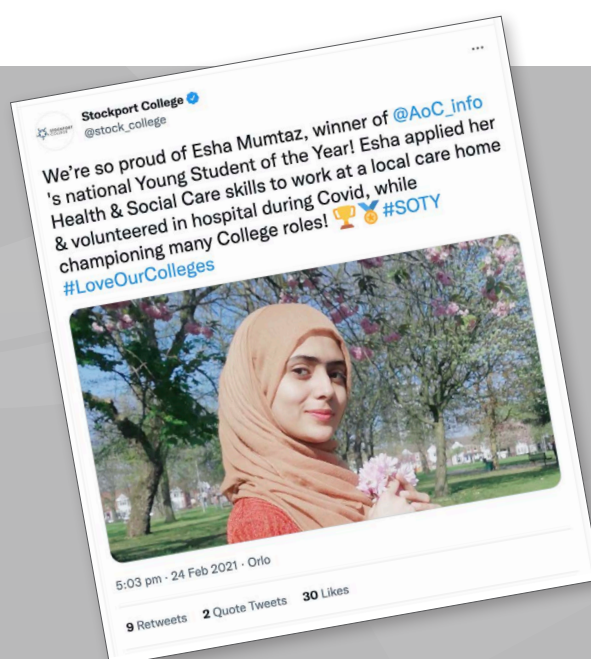 Stockport College
@stock_college
We're so proud of Esha Mumtaz, winner of @AoC_info
's national Young Student of the Year! Esha applied her
Health & Social Care skills to work at a local care home
& volunteered in hospital during Covid, while
championing many College roles! 🏆🏅#SOTY
#LoveOurColleges
5:03 pm · 24 Feb 2021 · Orlo
9 Retweets 2 Quote Tweets 30 Likes